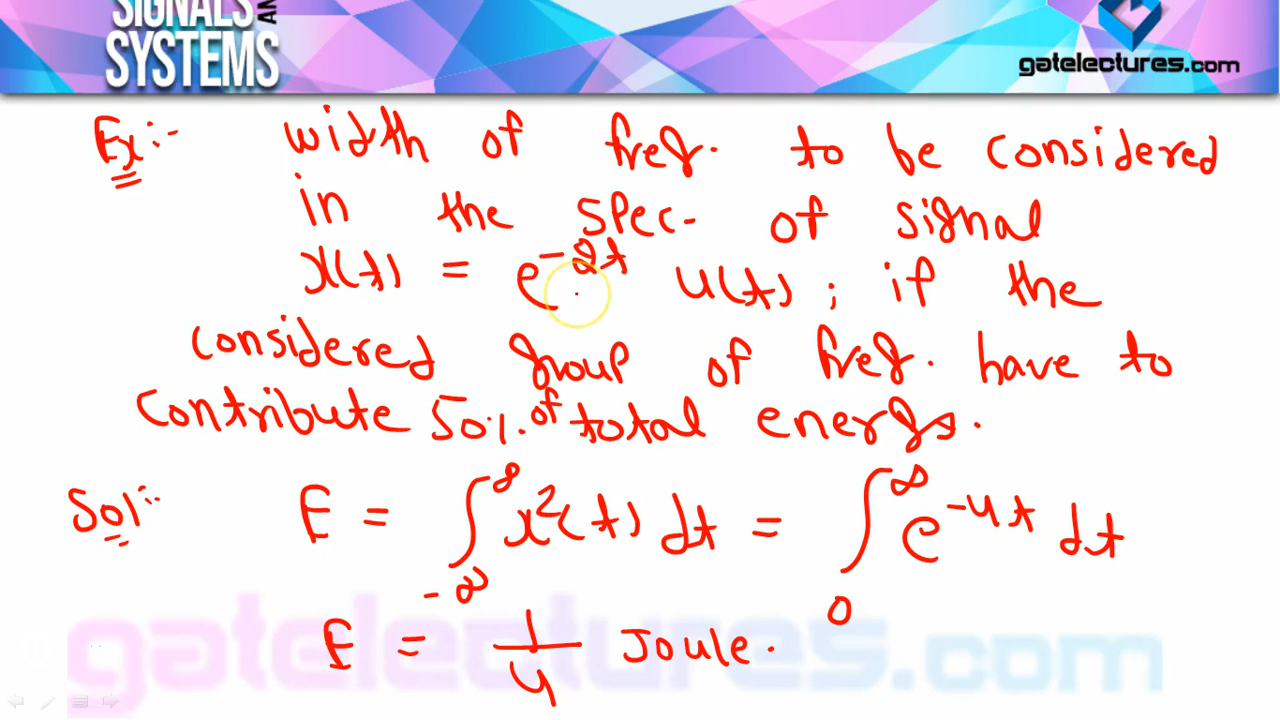 SIGNALS AND
SYSTEMS
gatelectures.com
Ex:- width of freq. to be considered
in the spec. of signal
x(t) = e^{-2t} u(t) ; if the
considered group of freq. have to
contribute 50% of total energy.
Sol:- E = ∫_{-∞}^{∞} x²(t) dt = ∫_{0}^{∞} e^{-4t} dt
E = 1/4 Joule.
gatelectures.com